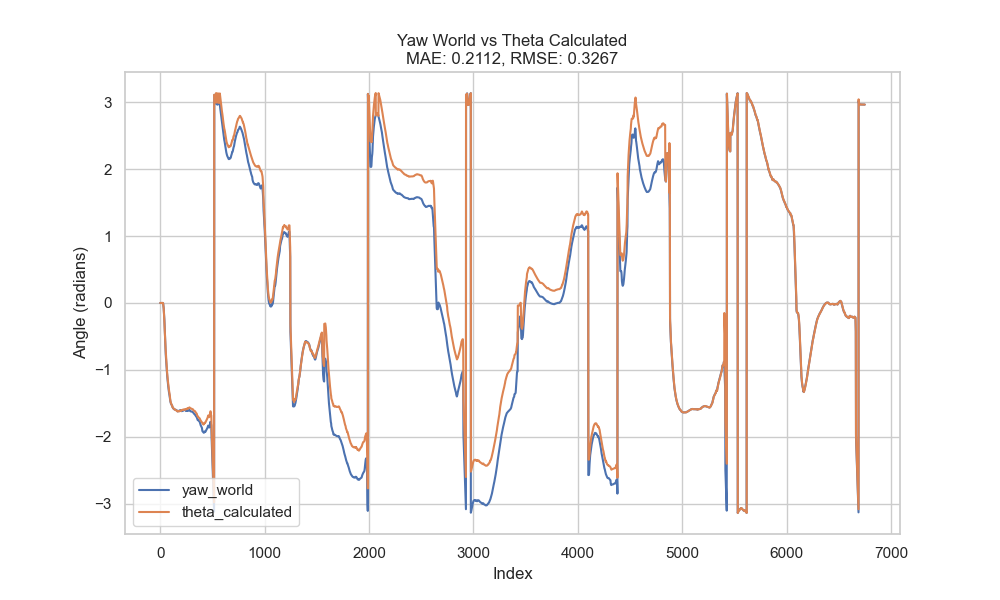 Yaw World vs Theta Calculated
MAE: 0.2112, RMSE: 0.3267
Angle (radians)
3
2
1
0
−1
−2
−3
yaw_world
theta_calculated
0 1000 2000 3000 4000 5000 6000 7000
Index